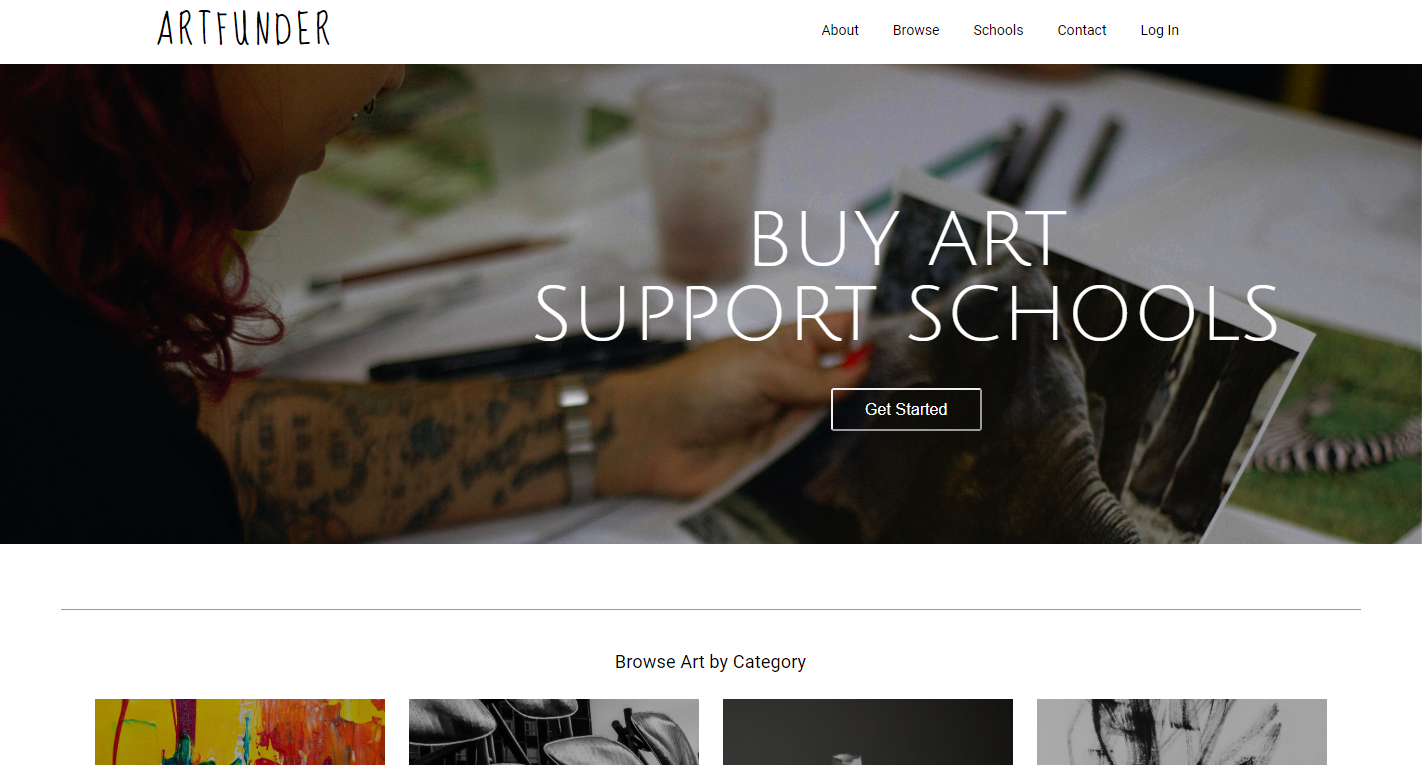 ARTFUNDER
About Browse Schools Contact Log In
BUY ART
SUPPORT SCHOOLS
Get Started
Browse Art by Category